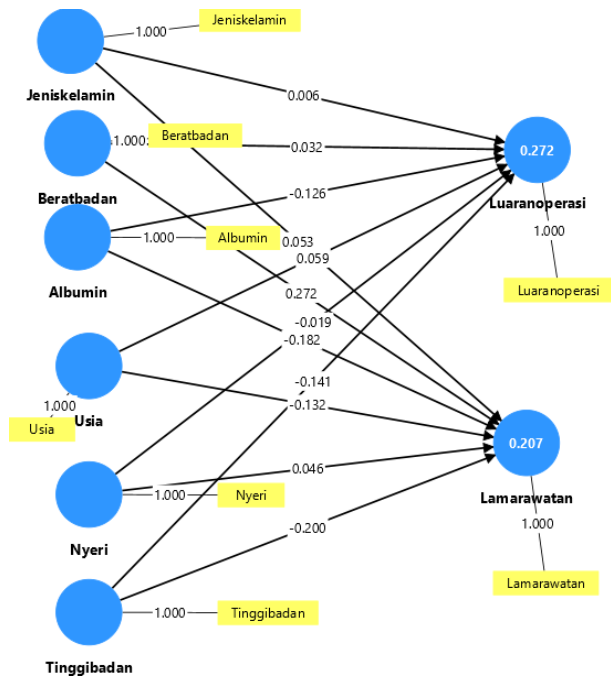 1.000
Jeniskelamin
Jeniskelamin
0.006
1.000
Beratbadan
0.032
0.272
Beratbadan
-0.126
Luaranoperasi
1.000
Albumin
0.053
1.000
0.059
Albumin
Luaranoperasi
0.272
-0.019
-0.182
-0.141
1.000
-0.132
Usia
Usia
0.207
0.046
Lamarawatan
1.000
Nyeri
Nyeri
1.000
-0.200
Lamarawatan
1.000
Tinggibadan
Tinggibadan